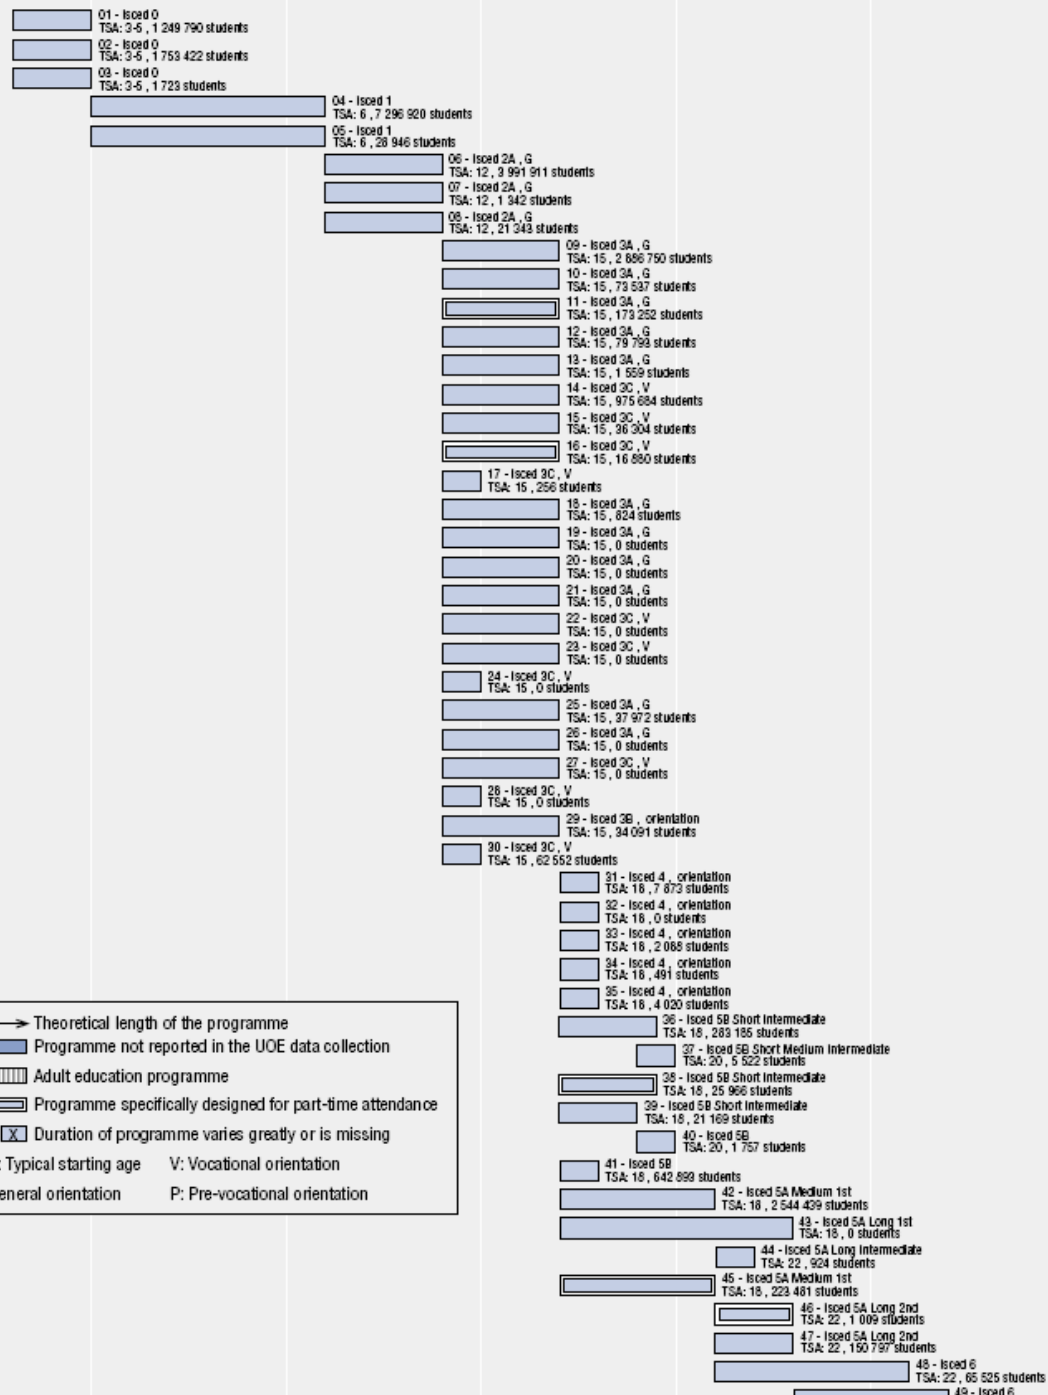 01 - Isced 0
TSA: 3-5 , 1 249 790 students
02 - Isced 0
TSA: 3-5 , 1 753 422 students
03 - Isced 0
TSA: 3-5 , 1 723 students
04 - Isced 1
TSA: 6 , 7 296 920 students
05 - Isced 1
TSA: 6 , 28 946 students
06 - Isced 2A , G
TSA: 12 , 3 991 911 students
07 - Isced 2A , G
TSA: 12 , 1 342 students
08 - Isced 2A , G
TSA: 12 , 21 343 students
09 - Isced 3A , G
TSA: 15 , 2 886 750 students
10 - Isced 3A , G
TSA: 15 , 73 537 students
11 - Isced 3A , G
TSA: 15 , 173 252 students
12 - Isced 3A , G
TSA: 15 , 79 793 students
13 - Isced 3A , G
TSA: 15 , 1 559 students
14 - Isced 3C , V
TSA: 15 , 975 684 students
15 - Isced 3C , V
TSA: 15 , 36 304 students
16 - Isced 3C , V
TSA: 15 , 16 880 students
17 - Isced 3C , V
TSA: 15 , 256 students
18 - Isced 3A , G
TSA: 15 , 824 students
19 - Isced 3A , G
TSA: 15 , 0 students
20 - Isced 3A , G
TSA: 15 , 0 students
21 - Isced 3A , G
TSA: 15 , 0 students
22 - Isced 3C , V
TSA: 15 , 0 students
23 - Isced 3C , V
TSA: 15 , 0 students
24 - Isced 3C , V
TSA: 15 , 0 students
25 - Isced 3A , G
TSA: 15 , 37 972 students
26 - Isced 3A , G
TSA: 15 , 0 students
27 - Isced 3C , V
TSA: 15 , 0 students
28 - Isced 3C , V
TSA: 15 , 0 students
29 - Isced 3B , orientation
TSA: 15 , 34 091 students
30 - Isced 3C , V
TSA: 15 , 62 552 students
31 - Isced 4 , orientation
TSA: 18 , 7 873 students
32 - Isced 4 , orientation
TSA: 18 , 0 students
33 - Isced 4 , orientation
TSA: 18 , 2 088 students
34 - Isced 4 , orientation
TSA: 18 , 491 students
35 - Isced 4 , orientation
TSA: 18 , 4 020 students
36 - Isced 5B Short Intermediate
TSA: 18 , 283 185 students
37 - Isced 5B Short Medium Intermediate
TSA: 20 , 5 522 students
38 - Isced 5B Short Intermediate
TSA: 18 , 25 966 students
39 - Isced 5B Short Intermediate
TSA: 18 , 21 169 students
40 - Isced 5B
TSA: 20 , 1 757 students
41 - Isced 5B
TSA: 18 , 642 893 students
42 - Isced 5A Medium 1st
TSA: 18 , 2 544 439 students
43 - Isced 5A Long 1st
TSA: 18 , 0 students
44 - Isced 5A Long Intermediate
TSA: 22 , 924 students
45 - Isced 5A Medium 1st
TSA: 18 , 223 481 students
46 - Isced 5A Long 2nd
TSA: 22 , 1 009 students
47 - Isced 5A Long 2nd
TSA: 22 , 150 797 students
48 - Isced 6
TSA: 22 , 65 525 students
49 - Isced 6
Theoretical length of the programme
Programme not reported in the UOE data collection
Adult education programme
Programme specifically designed for part-time attendance
X Duration of programme varies greatly or is missing
: Typical starting age V: Vocational orientation
eneral orientation P: Pre-vocational orientation